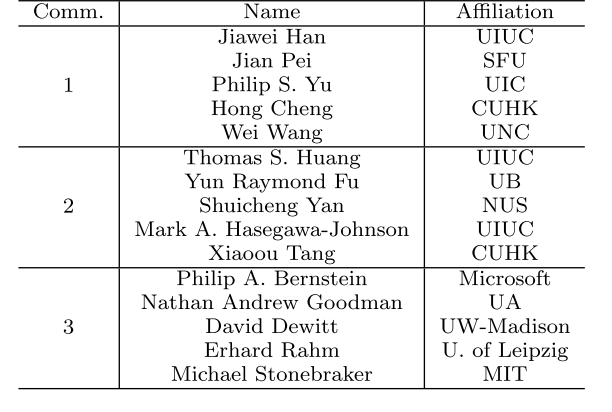 Comm. Name Affiliation
Jiawei Han UIUC
Jian Pei SFU
1 Philip S. Yu UIC
Hong Cheng CUHK
Wei Wang UNC
Thomas S. Huang UIUC
Yun Raymond Fu UB
2 Shuicheng Yan NUS
Mark A. Hasegawa-Johnson UIUC
Xiaoou Tang CUHK
Philip A. Bernstein Microsoft
Nathan Andrew Goodman UA
3 David Dewitt UW-Madison
Erhard Rahm U. of Leipzig
Michael Stonebraker MIT